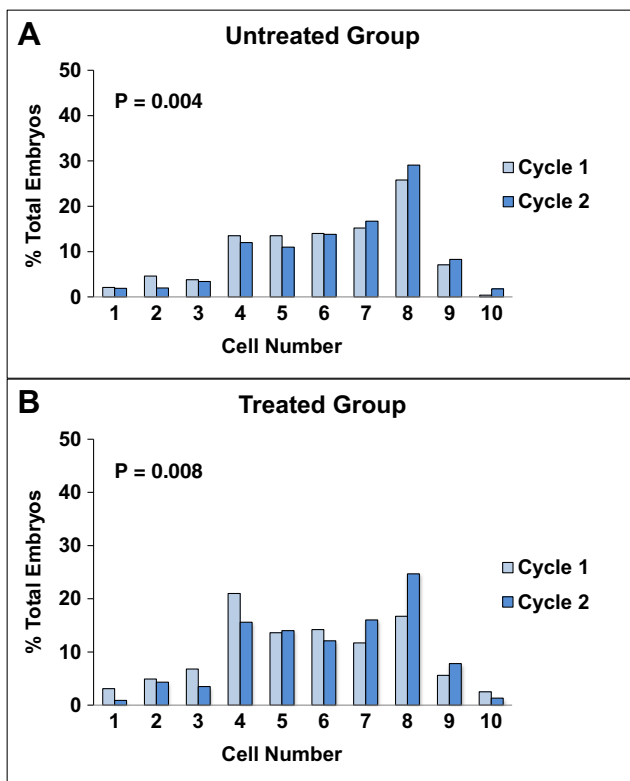 A
Untreated Group
50
40
30
20
10
0
% Total Embryos
P = 0.004
Cycle 1
Cycle 2
1 2 3 4 5 6 7 8 9 10
Cell Number
B
Treated Group
50
40
30
20
10
0
% Total Embryos
P = 0.008
Cycle 1
Cycle 2
1 2 3 4 5 6 7 8 9 10
Cell Number